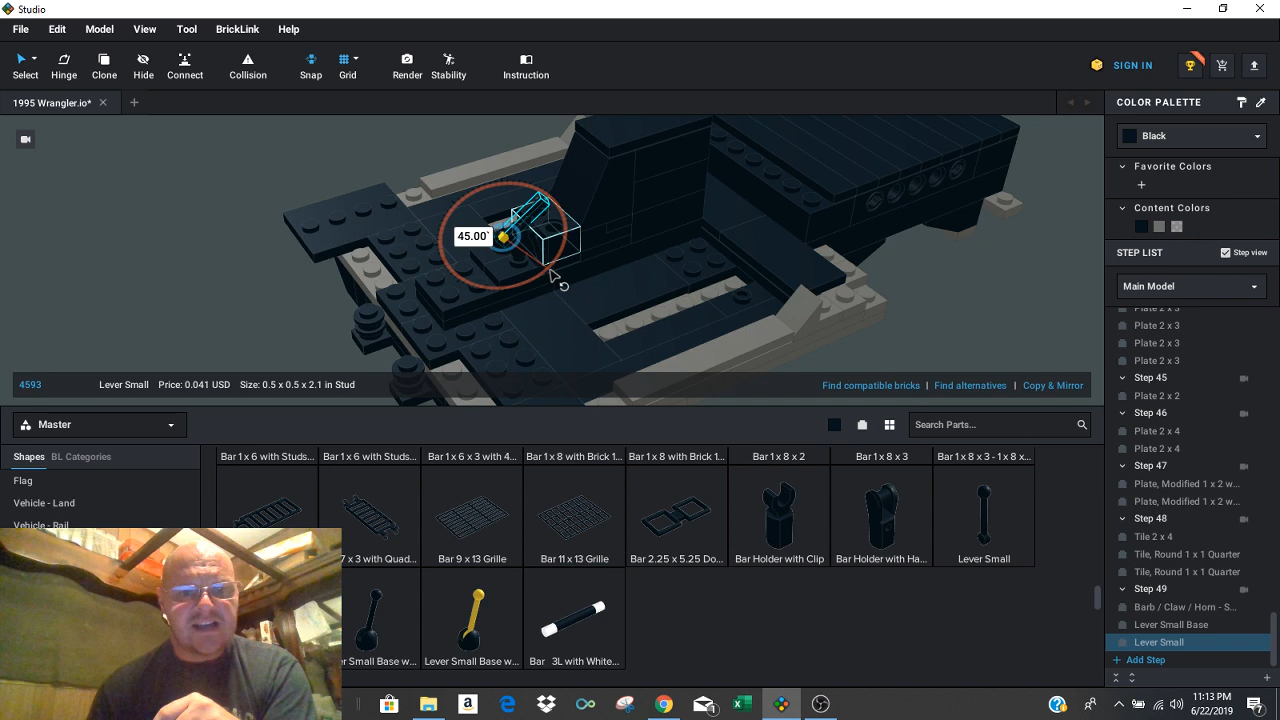 Studio
File Edit Model View Tool BrickLink Help
Select Hinge Clone Hide Connect Collision Snap Grid Render Stability Instruction
SIGN IN
1995 Wrangler.io*
COLOR PALETTE
Black
Favorite Colors
Content Colors
STEP LIST
Step view
Main Model
45.00°
Plate 2 x 3
Plate 2 x 3
Plate 2 x 3
Plate 2 x 3
Step 45
Plate 2 x 2
Step 46
Plate 2 x 4
Plate 2 x 4
Step 47
Plate, Modified 1 x 2 w...
Plate, Modified 1 x 2 w...
Step 48
Tile 2 x 4
Tile, Round 1 x 1 Quarter
Tile, Round 1 x 1 Quarter
Step 49
Barb / Claw / Horn - S...
Lever Small Base
Lever Small
Add Step
4593 Lever Small Price: 0.041 USD Size: 0.5 x 0.5 x 2.1 in Stud
Find compatible bricks | Find alternatives | Copy & Mirror
Master
Search Parts...
Shapes BL Categories
Flag
Vehicle - Land
Vehicle - Rail
Bar 1 x 6 with Studs... Bar 1 x 6 with Studs... Bar 1 x 6 x 3 with 4... Bar 1 x 8 with Brick 1... Bar 1 x 8 with Brick 1... Bar 1 x 8 x 2 Bar 1 x 8 x 3 Bar 1 x 8 x 3 - 1 x 8 x...
7 x 3 with Quad... Bar 9 x 13 Grille Bar 11 x 13 Grille Bar 2.25 x 5.25 Do... Bar Holder with Clip Bar Holder with Ha... Lever Small
er Small Base w... Lever Small Base w... Bar 3L with White...
11:13 PM
6/22/2019